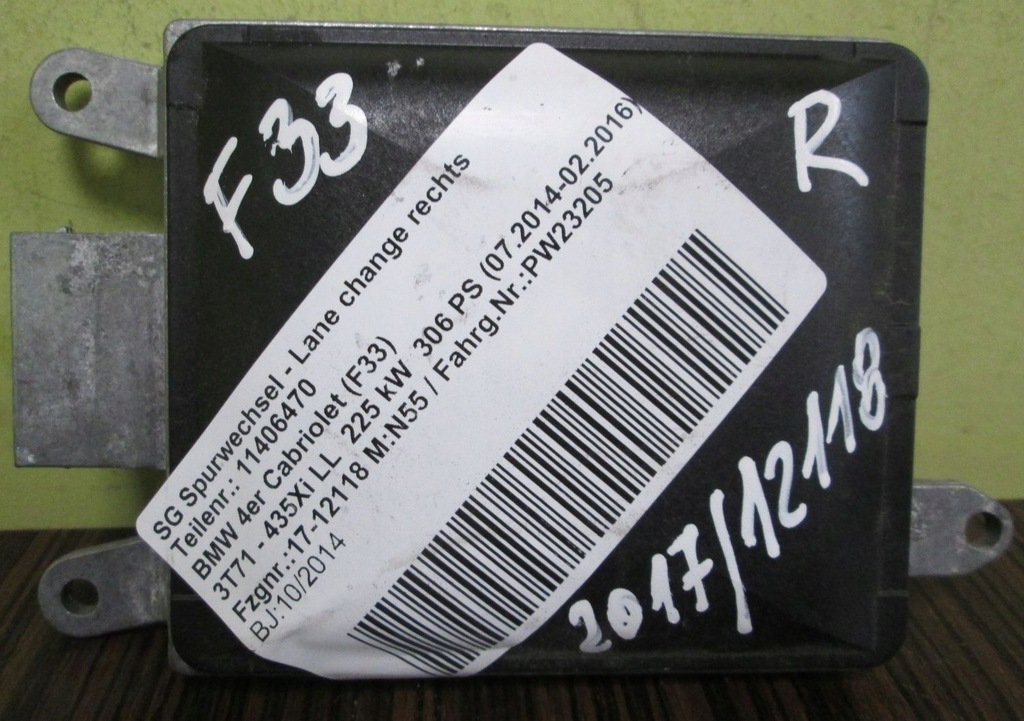 F33
R
SG Spurwechsel - Lane change rechts
Teilenr.: 11406470
BMW 4er Cabriolet (F33)
3T71 - 435Xi LL 225 kW 306 PS (07.2014-02.2016)
Fzgnr.:17-12118 M:N55 / Fahrg.Nr.:PW23205
BJ:10/2014
2017/12118